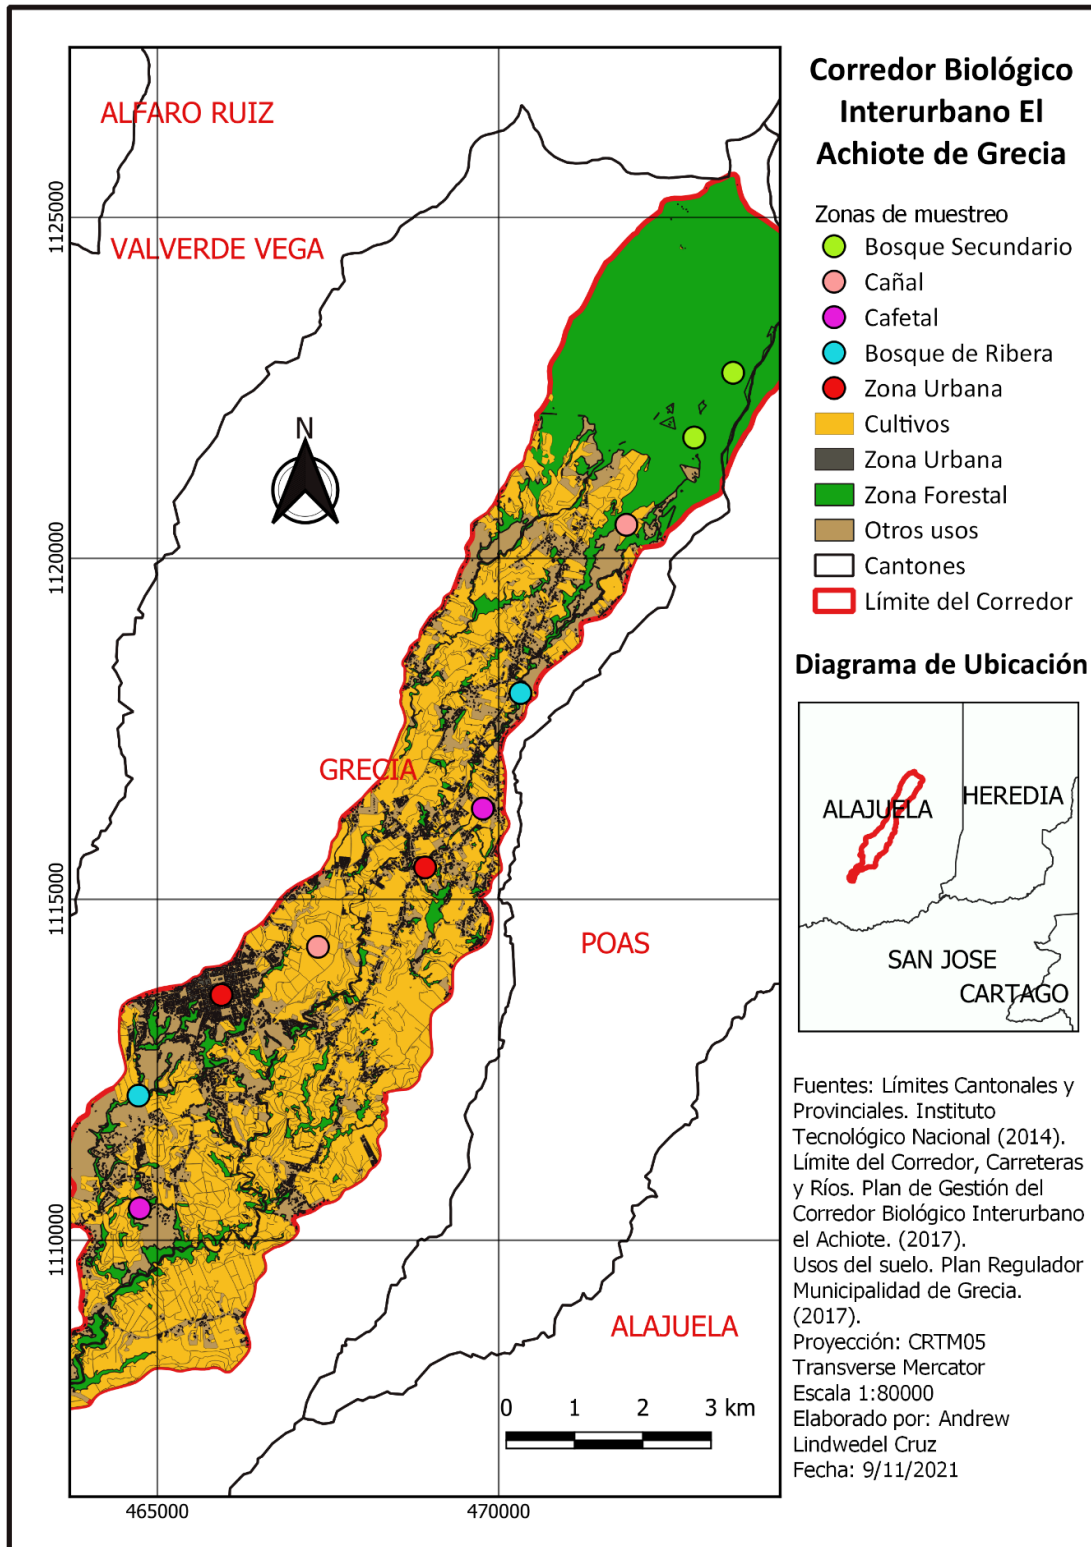 Corredor Biológico
Interurbano El
Achiote de Grecia
Zonas de muestreo
Bosque Secundario
Cañal
Cafetal
Bosque de Ribera
Zona Urbana
Cultivos
Zona Urbana
Zona Forestal
Otros usos
Cantones
Límite del Corredor
Diagrama de Ubicación
ALAJUELA
HEREDIA
SAN JOSE
CARTAGO
Fuentes: Límites Cantonales y
Provinciales. Instituto
Tecnológico Nacional (2014).
Límite del Corredor, Carreteras
y Ríos. Plan de Gestión del
Corredor Biológico Interurbano
el Achiote. (2017).
Usos del suelo. Plan Regulador
Municipalidad de Grecia.
(2017).
Proyección: CRTM05
Transverse Mercator
Escala 1:80000
Elaborado por: Andrew
Lindwedel Cruz
Fecha: 9/11/2021
ALFARO RUIZ
VALVERDE VEGA
N
GRECIA
POAS
ALAJUELA
0 1 2 3 km
1125000
1120000
1115000
1110000
465000
470000